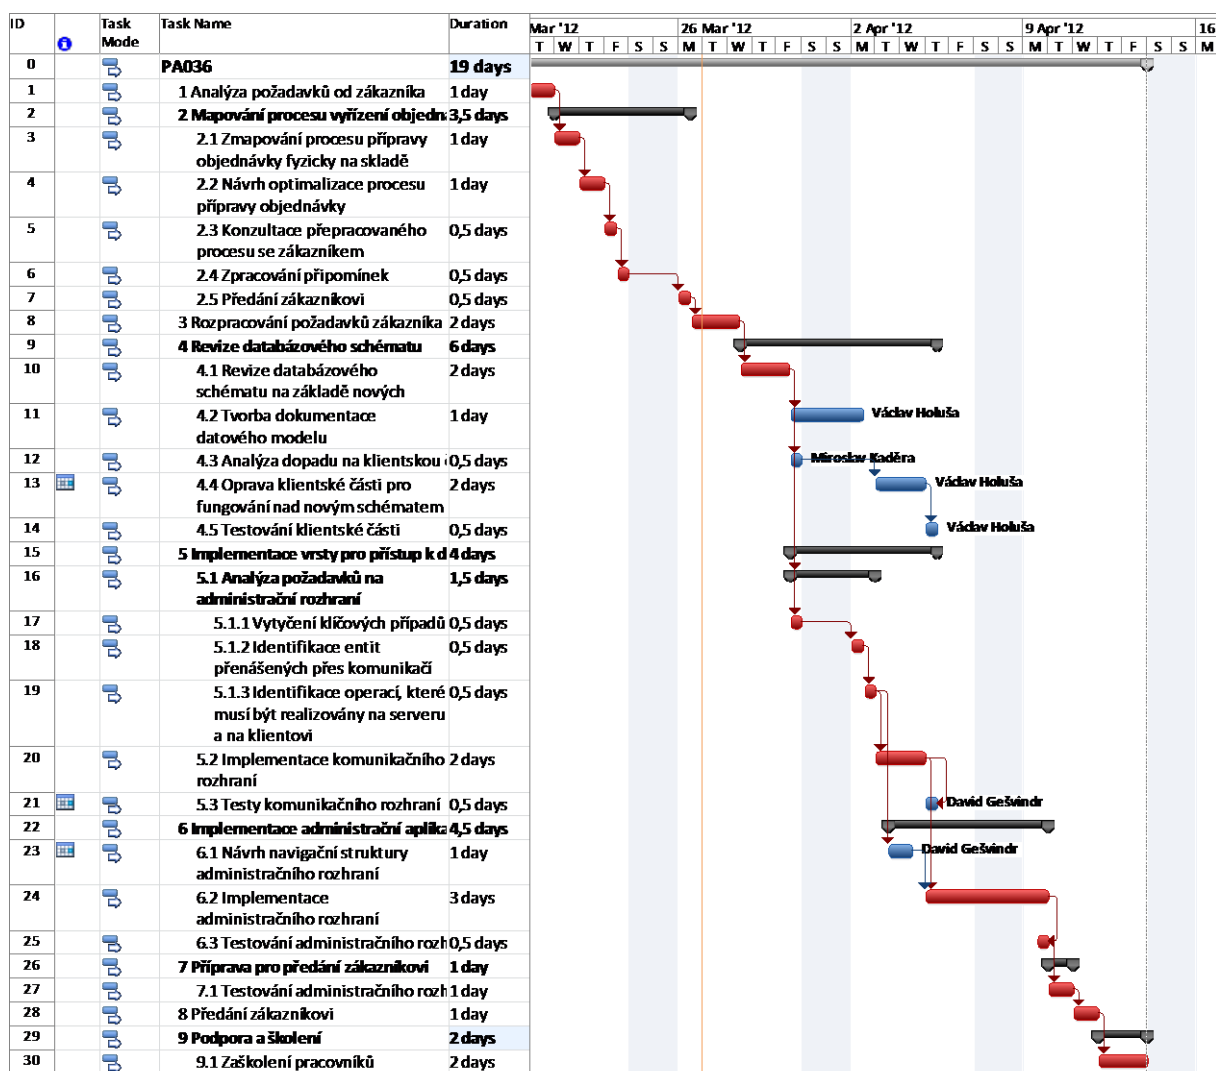 ID Task Mode Task Name Duration Mar '12 26 Mar '12 2 Apr '12 9 Apr '12 16
T W T F S S M T W T F S S M T W T F S S M T W T F S S M
0 PA036 19 days
1 1 Analýza požadavků od zákazníka 1 day
2 2 Mapování procesu vyřízení objedn 3,5 days
3 2.1 Zmapování procesu přípravy 1 day
objednávky fyzicky na skladě
4 2.2 Návrh optimalizace procesu 1 day
přípravy objednávky
5 2.3 Konzultace přepracovaného 0,5 days
procesu se zákazníkem
6 2.4 Zpracování připomínek 0,5 days
7 2.5 Předání zákazníkovi 0,5 days
8 3 Rozpracování požadavků zákazníka 2 days
9 4 Revize databázového schématu 6 days
10 4.1 Revize databázového 2 days
schématu na základě nových
11 4.2 Tvorba dokumentace 1 day Václav Holuša
datového modelu
12 4.3 Analýza dopadu na klientskou 0,5 days Miroslav Kaděra
13 4.4 Oprava klientské části pro 2 days Václav Holuša
fungování nad novým schématem
14 4.5 Testování klientské části 0,5 days Václav Holuša
15 5 Implementace vrsty pro přístup k d 4 days
16 5.1 Analýza požadavků na 1,5 days
administrační rozhraní
17 5.1.1 Vytyčení klíčových případů 0,5 days
18 5.1.2 Identifikace entit 0,5 days
přenášených přes komunikačí
19 5.1.3 Identifikace operací, které 0,5 days
musí být realizovány na serveru
a na klientovi
20 5.2 Implementace komunikačního 2 days
rozhraní
21 5.3 Testy komunikačního rozhraní 0,5 days David Gešvindr
22 6 Implementace administrační aplika 4,5 days
23 6.1 Návrh navigační struktury 1 day David Gešvindr
administračního rozhraní
24 6.2 Implementace 3 days
administračního rozhraní
25 6.3 Testování administračního rozh 0,5 days
26 7 Příprava pro předání zákazníkovi 1 day
27 7.1 Testování administračního rozh 1 day
28 8 Předání zákazníkovi 1 day
29 9 Podpora a školení 2 days
30 9.1 Zaškolení pracovníků 2 days